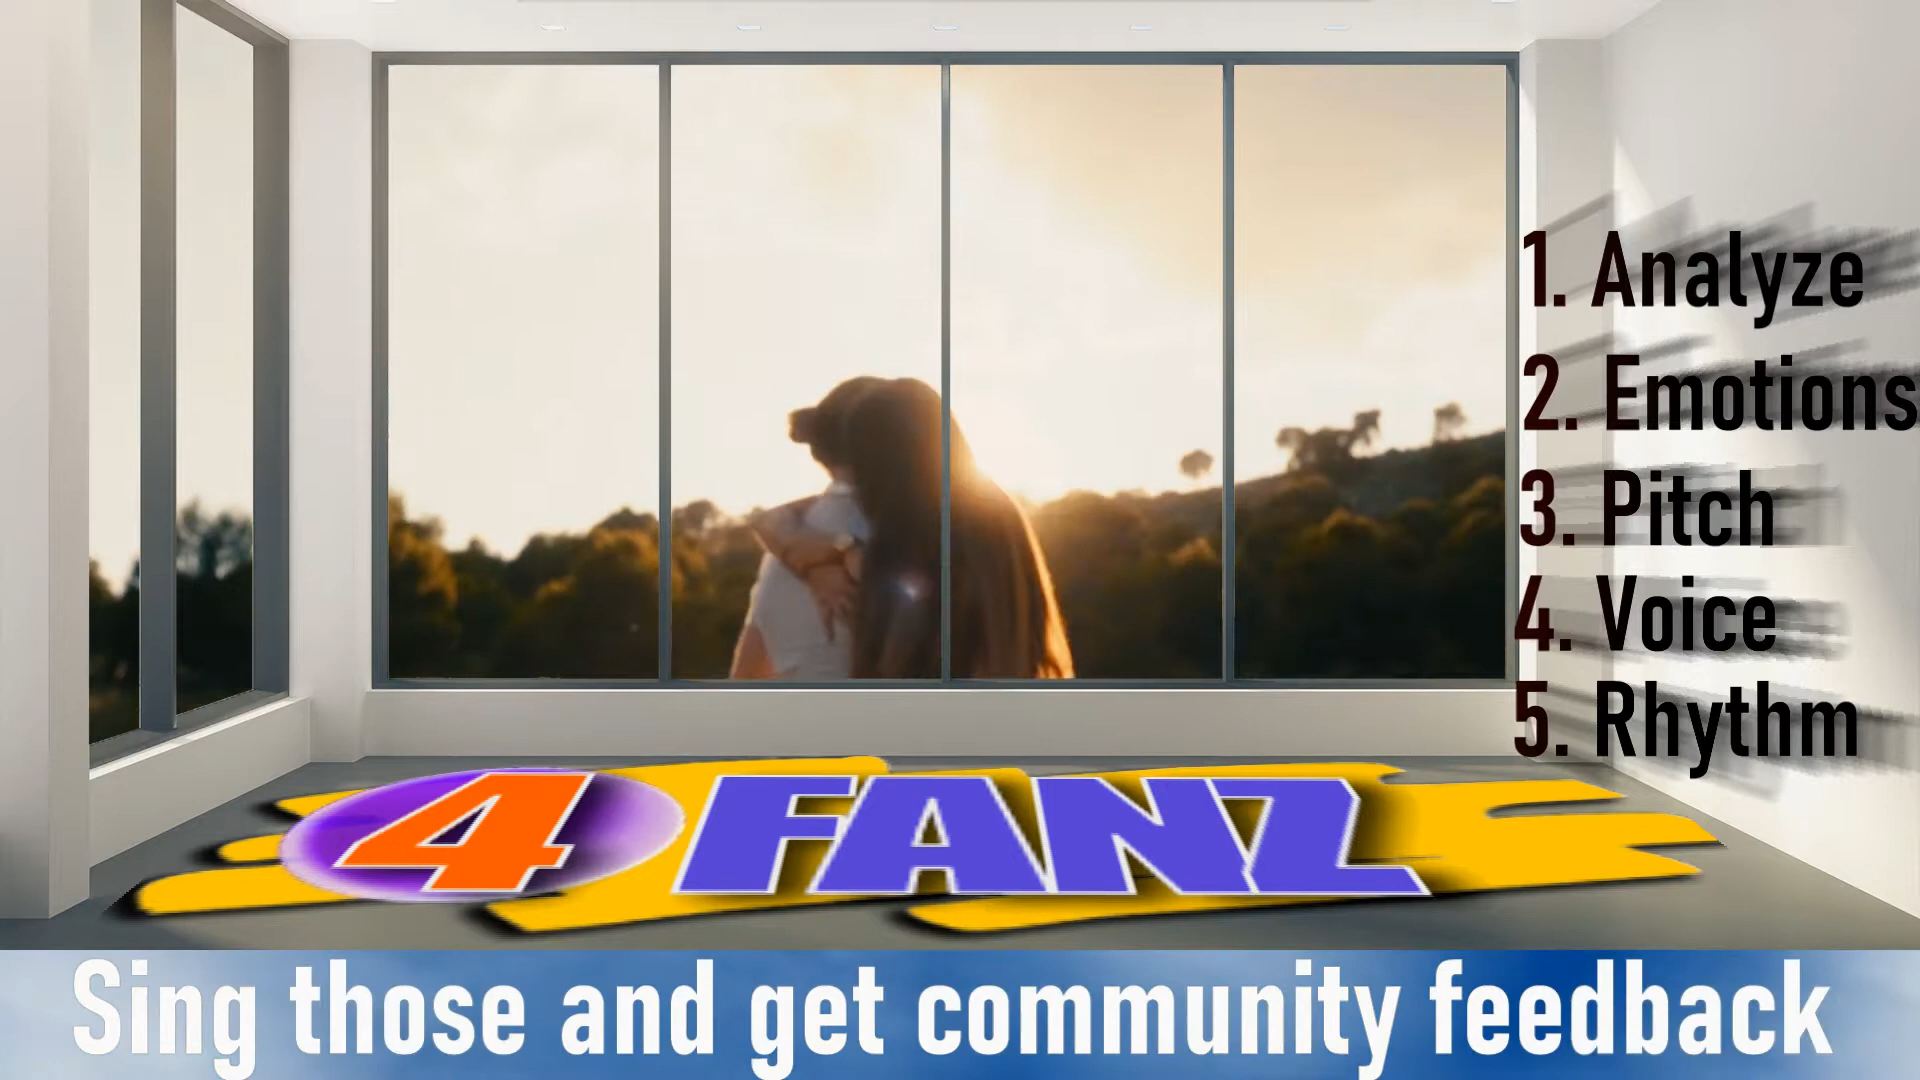 1. Analyze
2. Emotions
3. Pitch
4. Voice
5. Rhythm
4 FANZ
Sing those and get community feedback